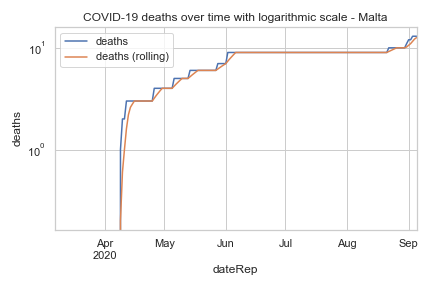 COVID-19 deaths over time with logarithmic scale - Malta
deaths
deaths (rolling)
10¹
10⁰
deaths
Apr
2020
May
Jun
Jul
Aug
Sep
dateRep